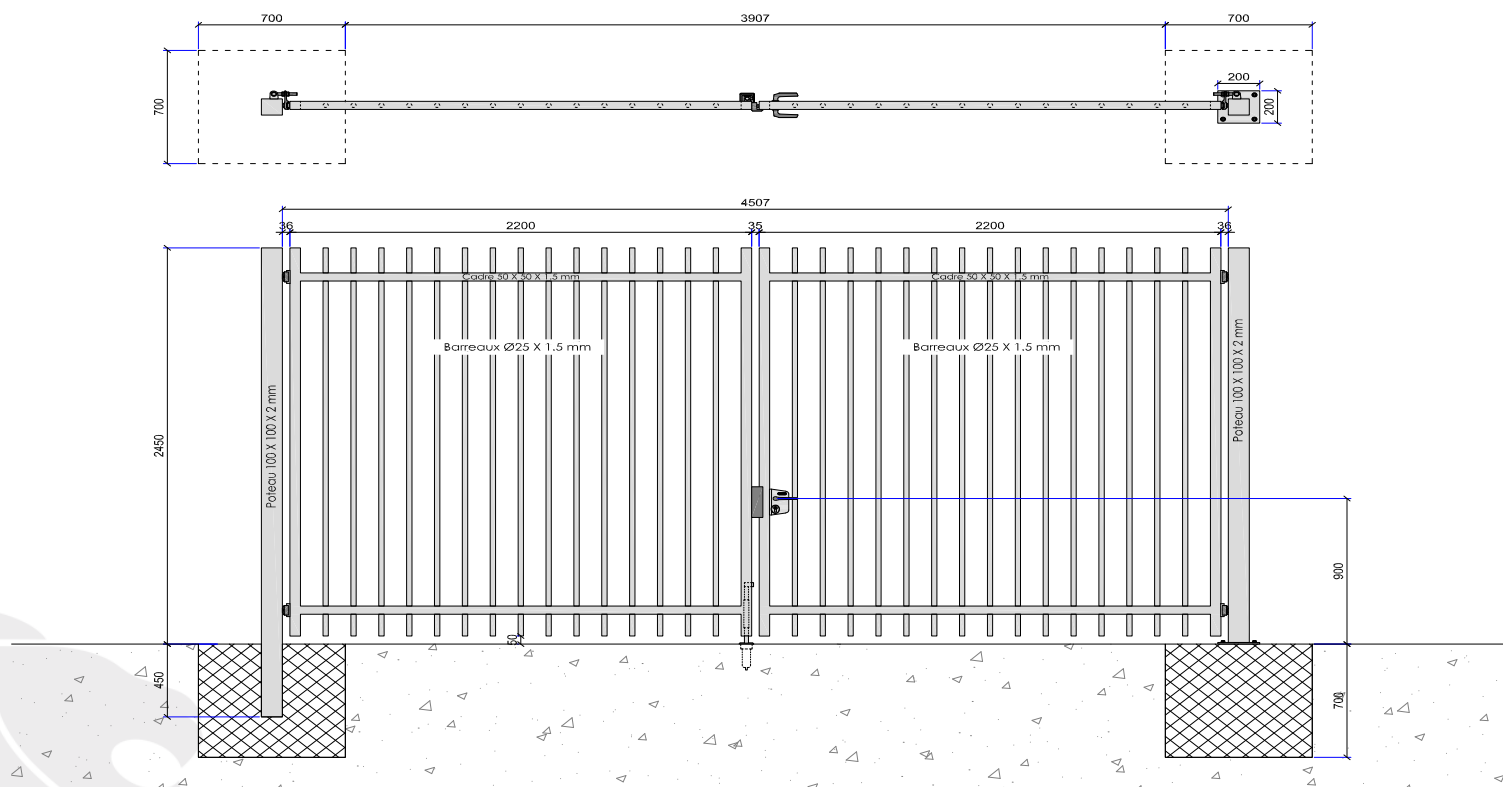 700 3907 700
700
200
200
4507
36 2200 35 2200 36
Cadre 50 X 50 X 1.5 mm Cadre 50 X 50 X 1.5 mm
Barreaux Ø25 X 1.5 mm Barreaux Ø25 X 1.5 mm
Poteau 100 X 100 X 2 mm
Poteau 100 X 100 X 2 mm
2450
900
50
450
700